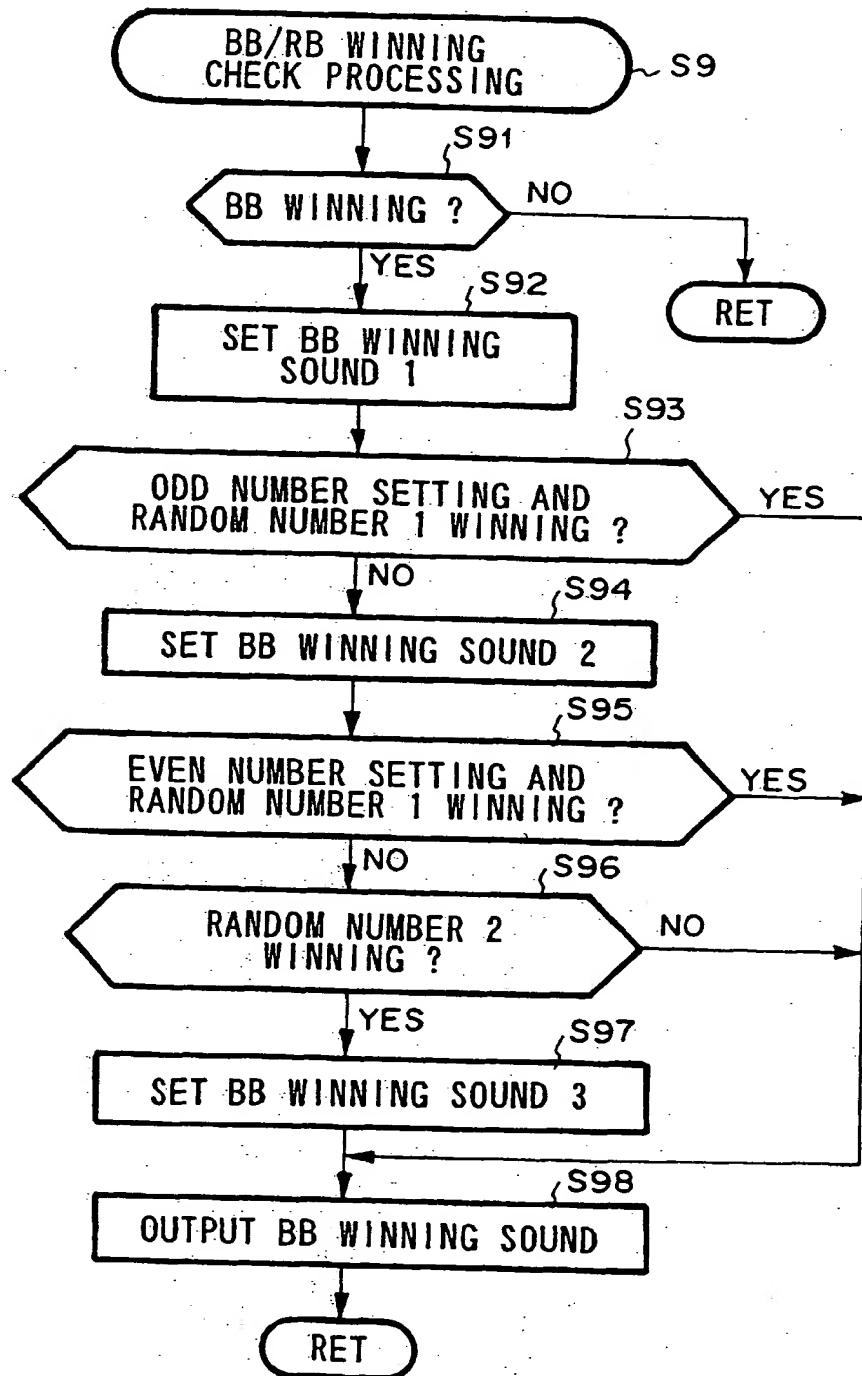 BB/RB WINNING
CHECK PROCESSING
S9
S91
BB WINNING ?
NO
YES
RET
S92
SET BB WINNING
SOUND 1
S93
ODD NUMBER SETTING AND
RANDOM NUMBER 1 WINNING ?
YES
NO
S94
SET BB WINNING SOUND 2
S95
EVEN NUMBER SETTING AND
RANDOM NUMBER 1 WINNING ?
YES
NO
S96
RANDOM NUMBER 2
WINNING ?
NO
YES
S97
SET BB WINNING SOUND 3
S98
OUTPUT BB WINNING SOUND
RET